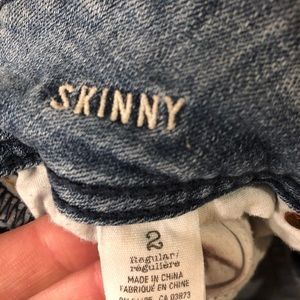 SKINNY
2
Regular/
régulière
MADE IN CHINA
FABRIQUÉ EN CHINE
CA 03873